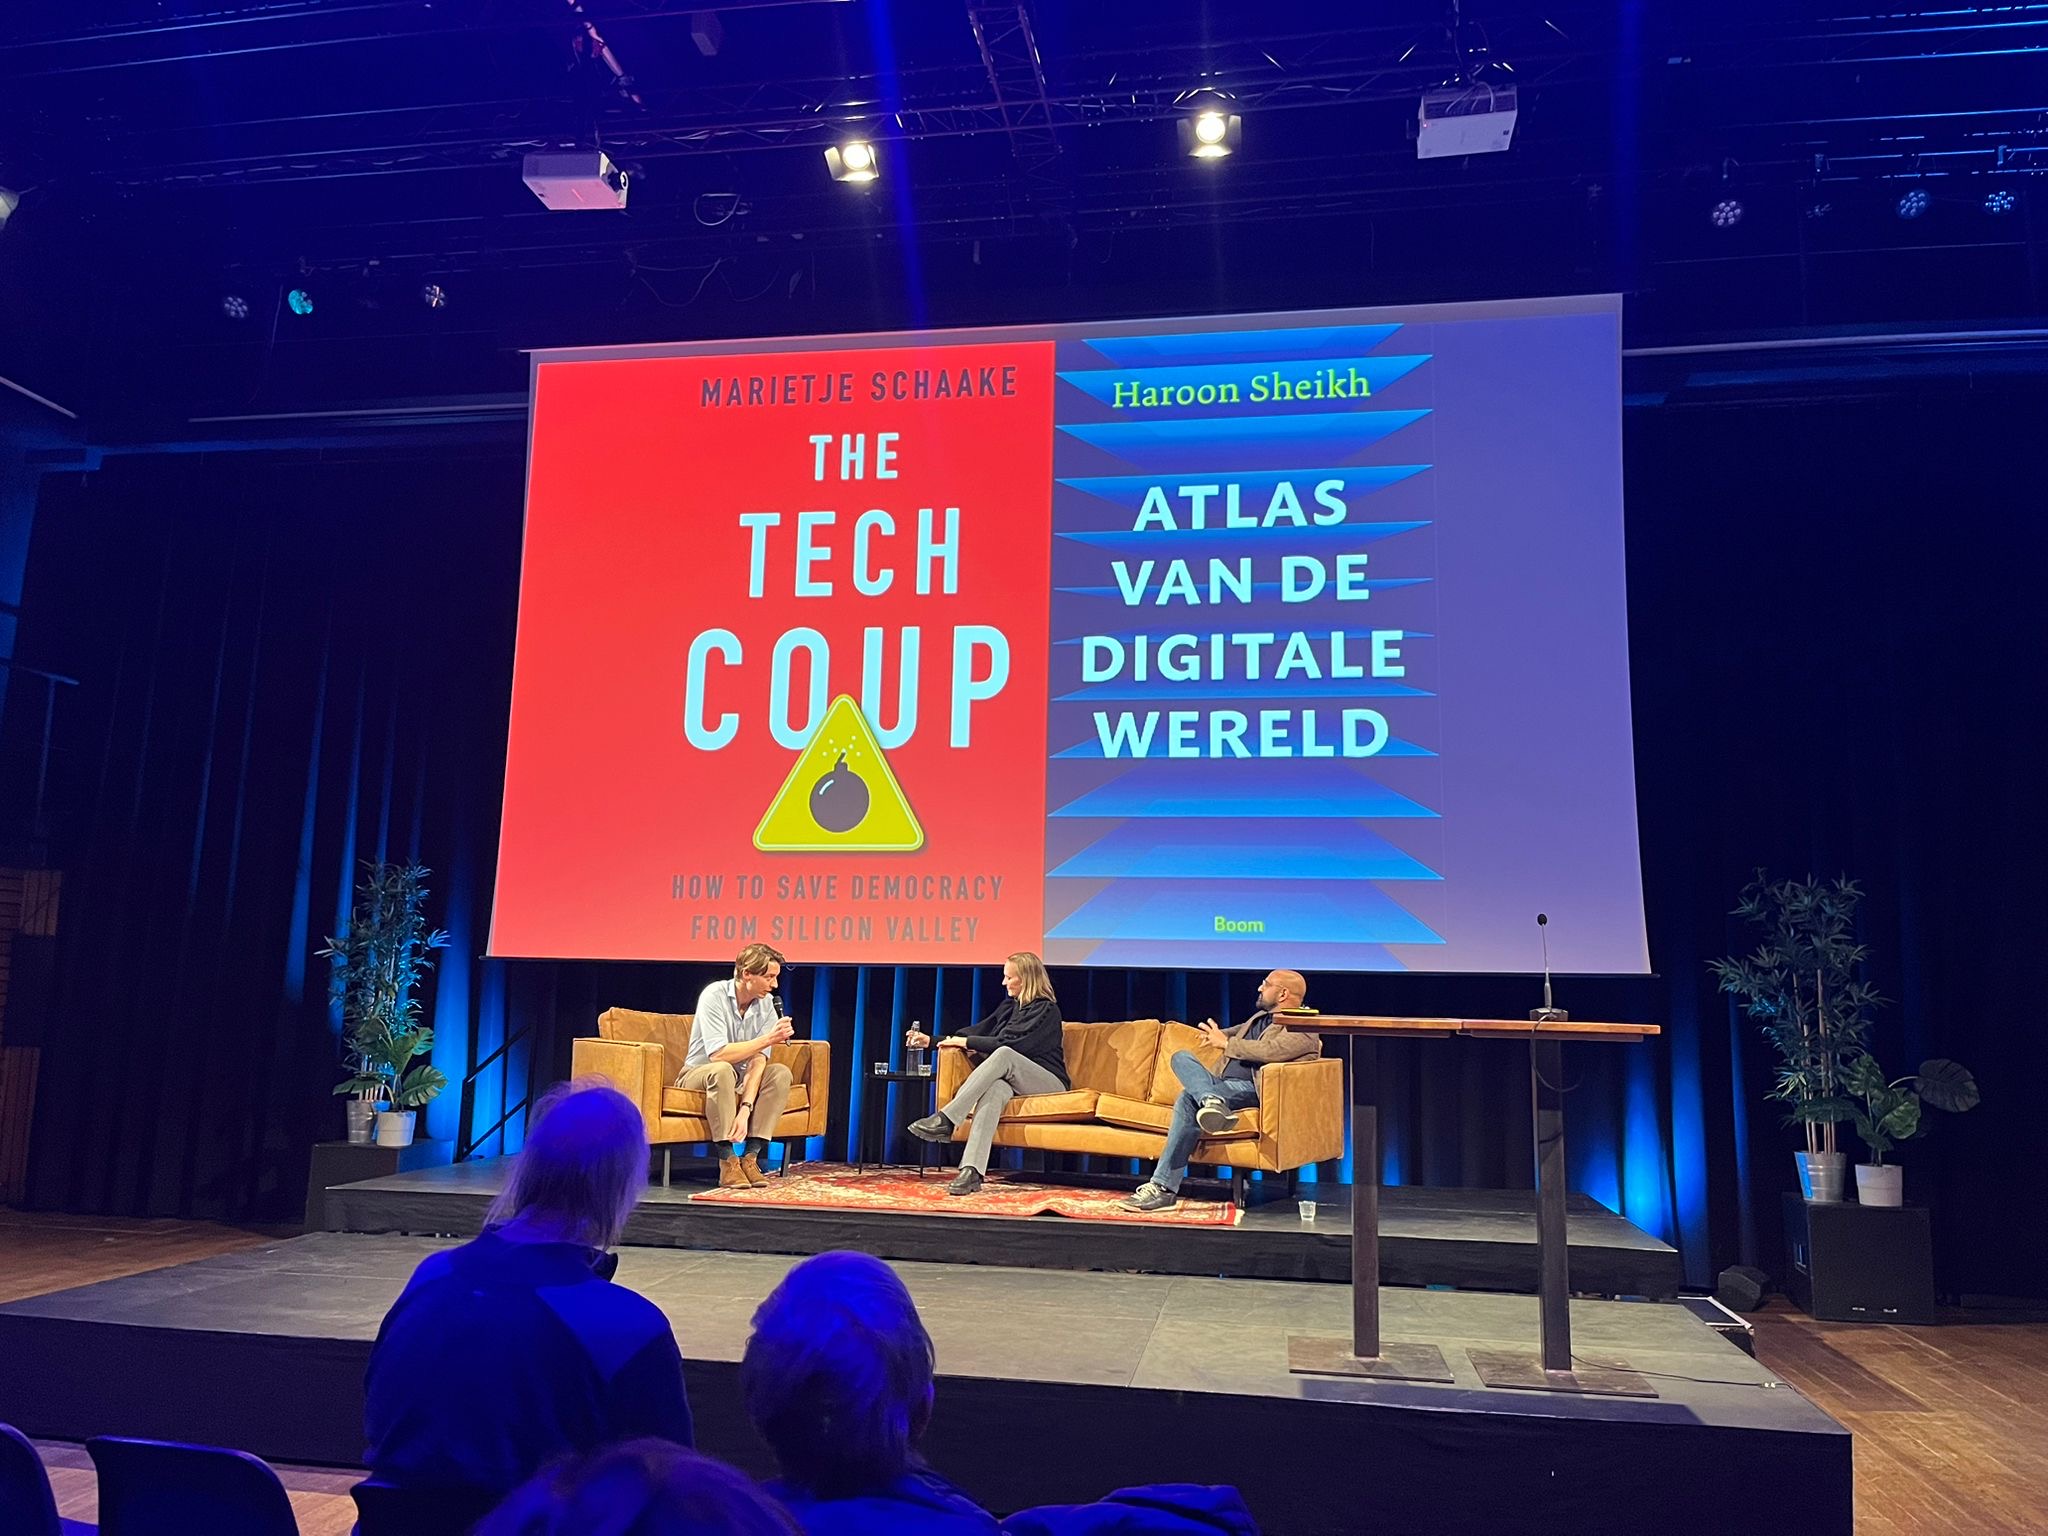 MARIETJE SCHAAKE
THE
TECH
COUP
HOW TO SAVE DEMOCRACY
FROM SILICON VALLEY
Haroon Sheikh
ATLAS
VAN DE
DIGITALE
WERELD
Boom